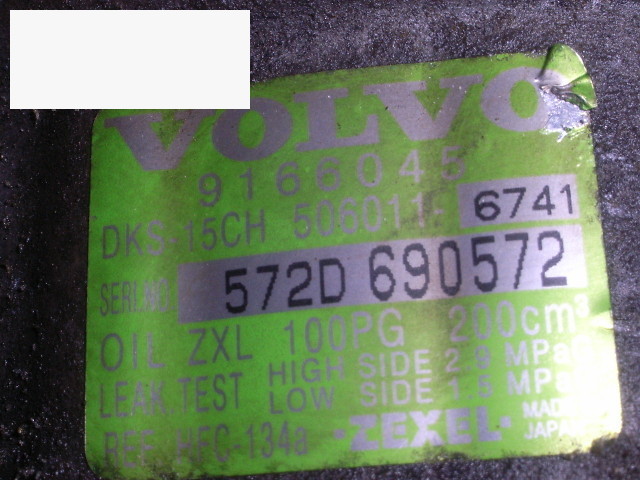 VOLVO
9166045
DKS-15CH 506011- 6741
SERI.NO 572D 690572
OIL ZXL 100PG 200cm³
LEAK.TEST HIGH SIDE 2.9 MPa
LOW SIDE 1.5 MPa
REF. HFC-134a ·ZEXEL· MADE
JAPAN